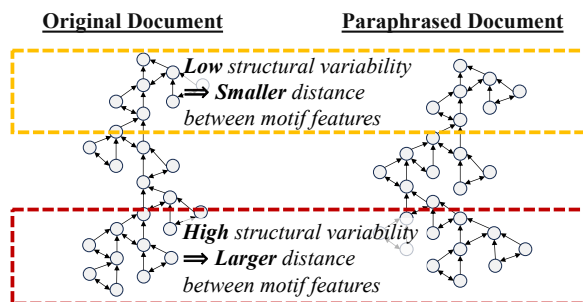 Original Document
Paraphrased Document
Low structural variability
⇒ Smaller distance
between motif features
High structural variability
⇒ Larger distance
between motif features